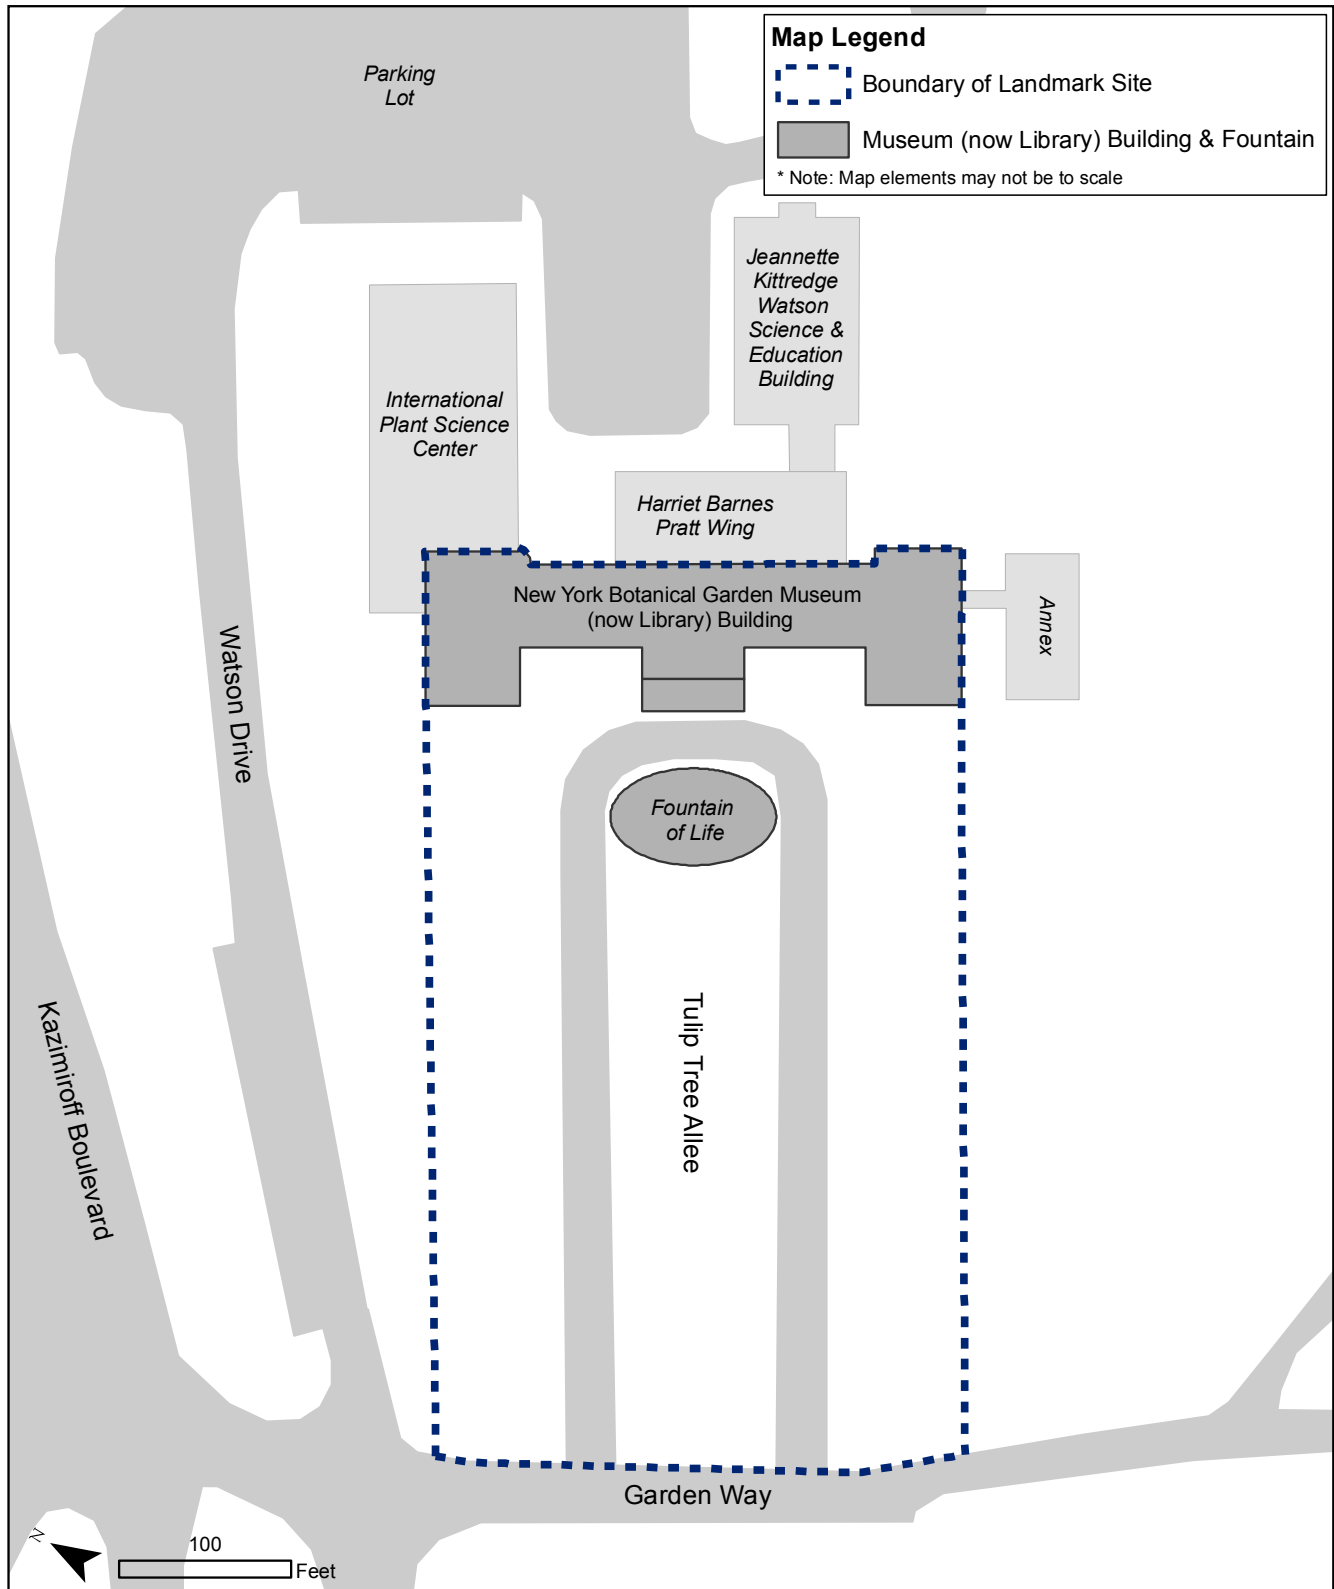 Map Legend
Boundary of Landmark Site
Museum (now Library) Building & Fountain
* Note: Map elements may not be to scale
Parking
Lot
Jeannette
Kittredge
Watson
Science &
Education
Building
International
Plant Science
Center
Harriet Barnes
Pratt Wing
New York Botanical Garden Museum
(now Library) Building
Annex
Watson Drive
Fountain
of Life
Tulip Tree Allee
Kazimiroff Boulevard
Garden Way
N
100
Feet